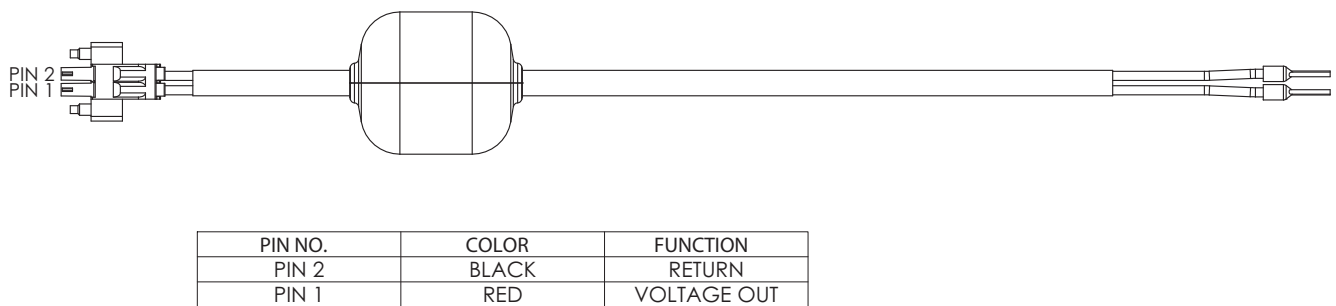 PIN 2
PIN 1
PIN NO. COLOR FUNCTION
PIN 2 BLACK RETURN
PIN 1 RED VOLTAGE OUT